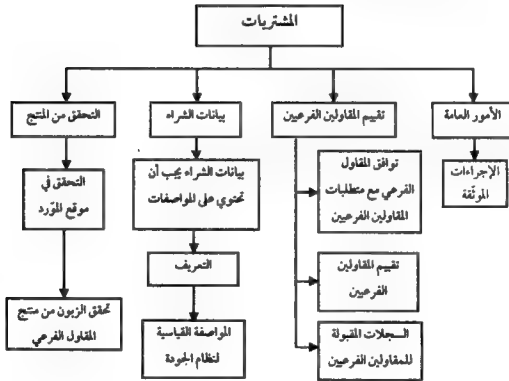 المشتريات
الأمور العامة
تقييم المقاولين الفرعيين
بيانات الشراء
التحقق من المنتج
الإجراءات
الموثّقة
توافق المقاول
الفرعي مع متطلبات
المقاولين الفرعيين
تقييم المقاولين
الفرعيين
السجلات المقبولة
للمقاولين الفرعيين
بيانات الشراء يجب أن
تحتوي على المواصفات
التعريف
المواصفة القياسية
لنظام الجودة
التحقق في
موقع المورّد
تحقق الزبون من منتج
المقاول الفرعي